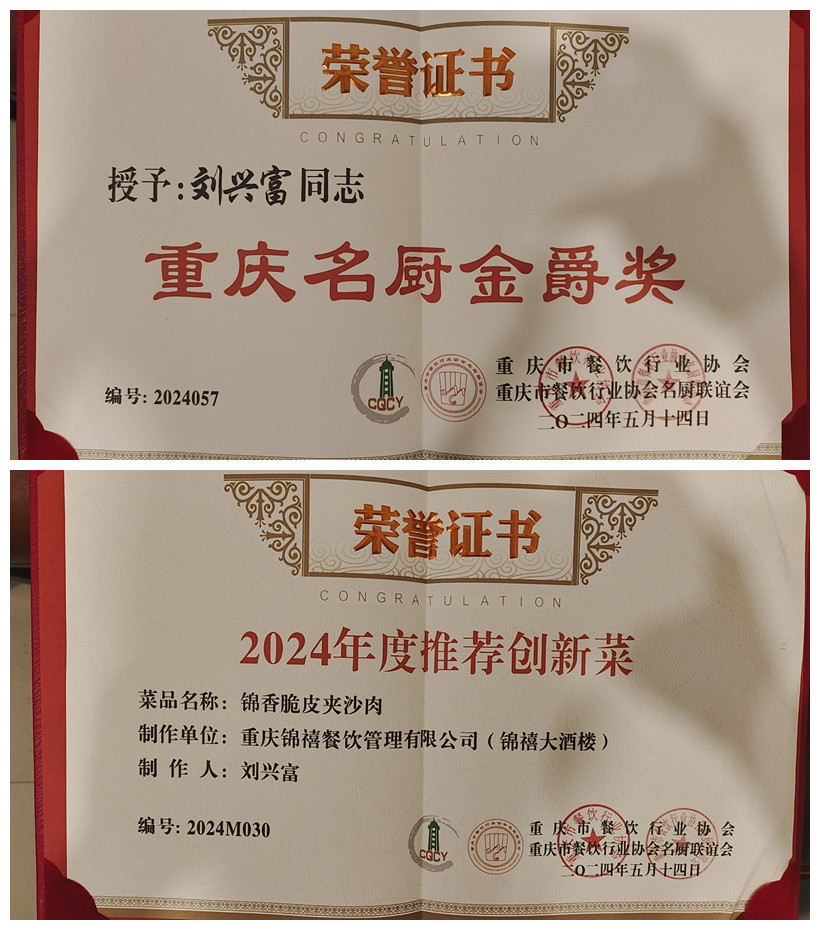 荣誉证书
CONGRATULATION
授予:刘兴富同志
重庆名厨金爵奖
编号: 2024057
CQCY
重庆市餐饮行业协会
重庆市餐饮行业协会名厨联谊会
二〇二四年五月十四日
荣誉证书
CONGRATULATION
2024年度推荐创新菜
菜品名称: 锦香脆皮夹沙肉
制作单位: 重庆锦禧餐饮管理有限公司（锦禧大酒楼）
制 作 人: 刘兴富
编号: 2024M030
CQCY
重庆市餐饮行业协会
重庆市餐饮行业协会名厨联谊会
二〇二四年五月十四日